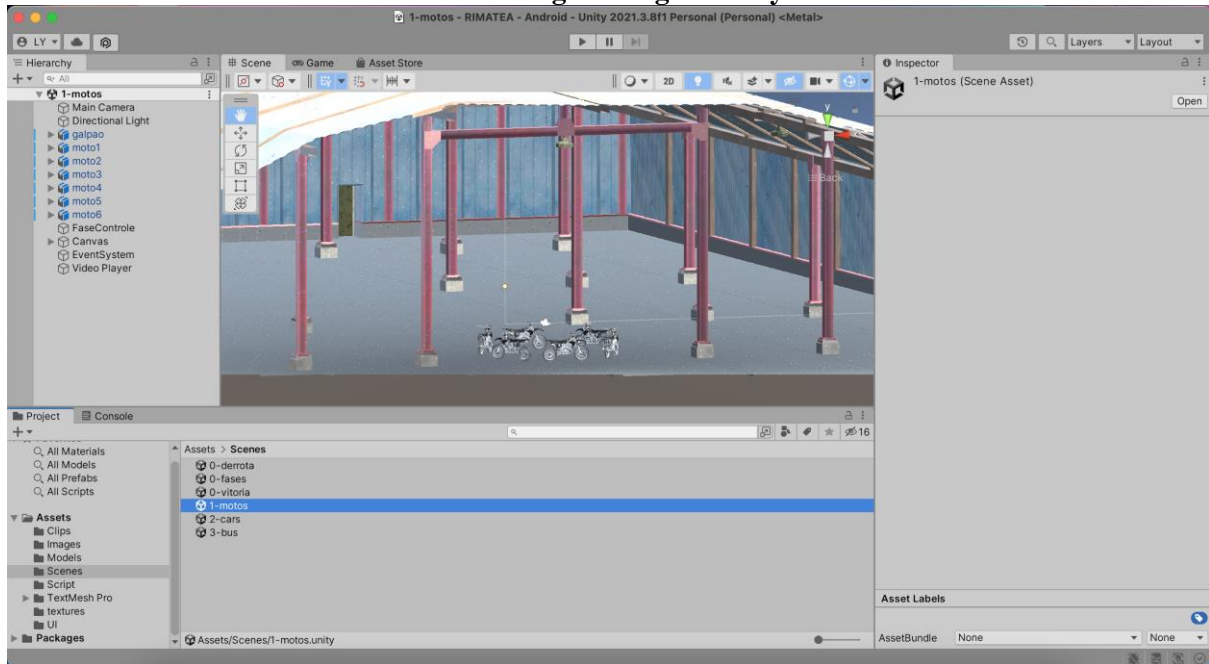 1-motos - RIMATEA - Android - Unity 2021.3.8f1 Personal (Personal) <Metal>
LY
Layers
Layout
Hierarchy
All
1-motos
Main Camera
Directional Light
galpao
moto1
moto2
moto3
moto4
moto5
moto6
FaseControle
Canvas
EventSystem
Video Player
Scene
Game
Asset Store
2D
y
Back
Inspector
1-motos (Scene Asset)
Open
Project
Console
16
All Materials
All Models
All Prefabs
All Scripts
Assets
Clips
Images
Models
Scenes
Script
TextMesh Pro
textures
UI
Packages
Assets > Scenes
0-derrota
0-fases
0-vitoria
1-motos
2-cars
3-bus
Assets/Scenes/1-motos.unity
Asset Labels
AssetBundle None None